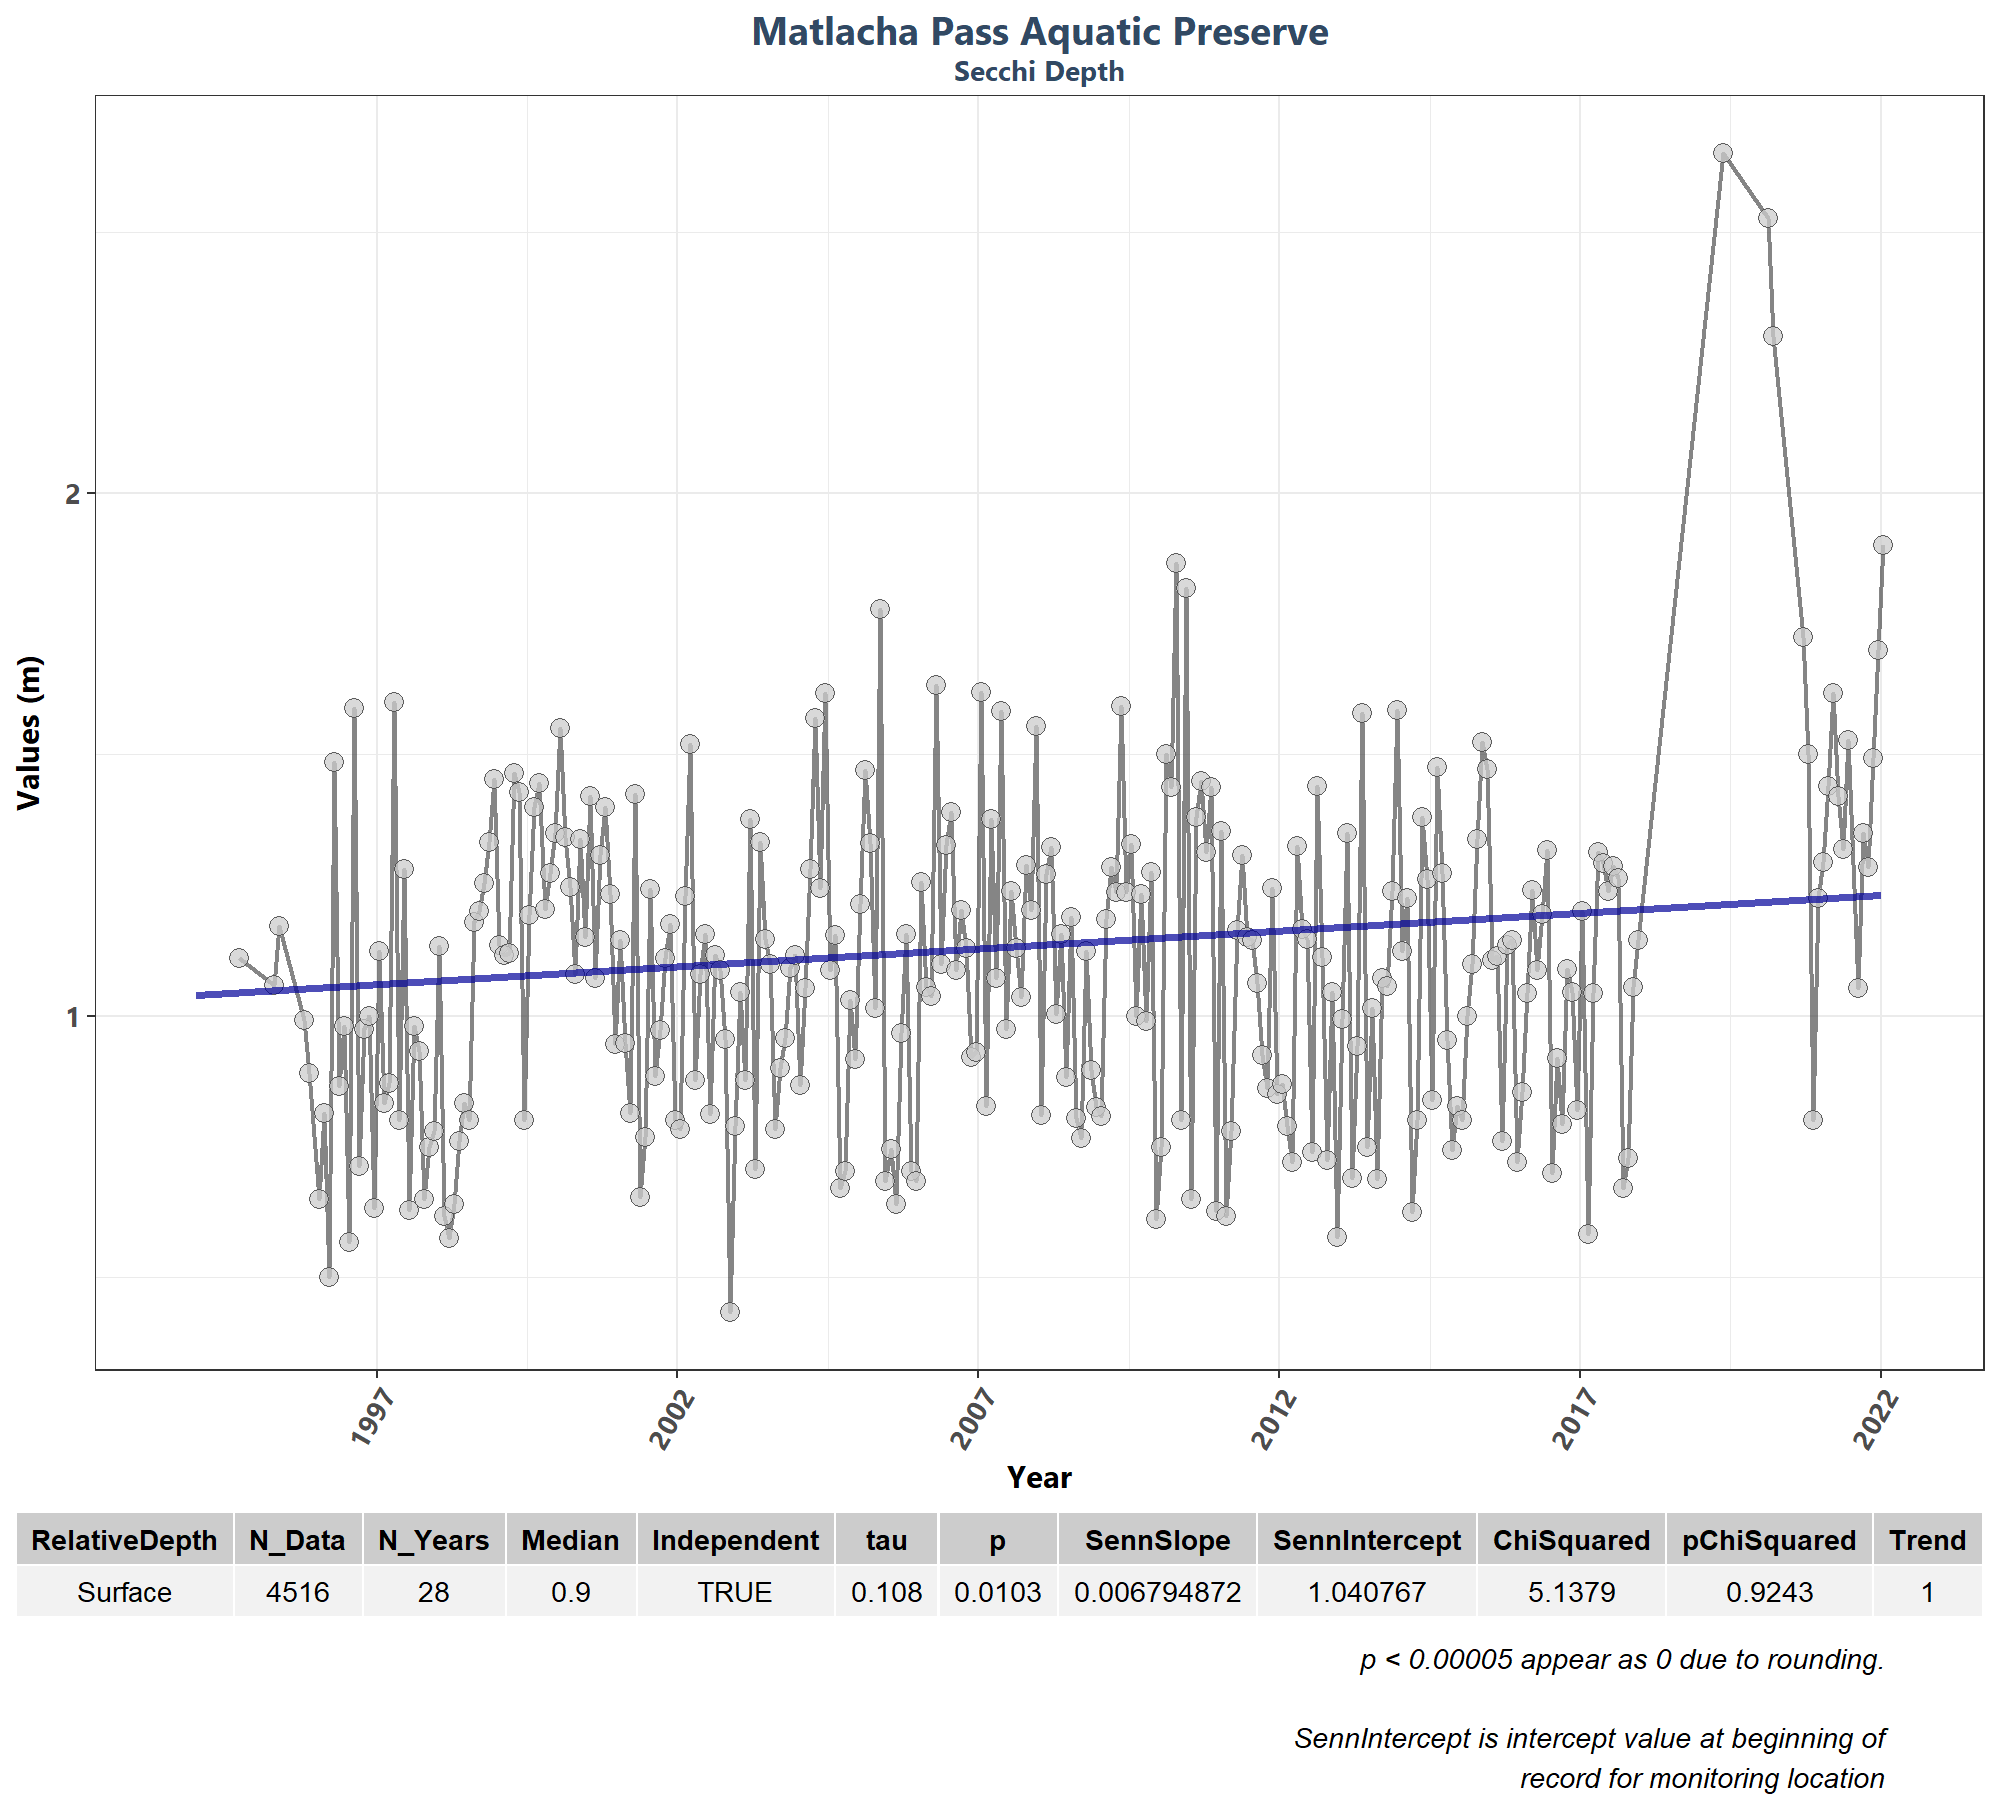 Matlacha Pass Aquatic Preserve
Secchi Depth
Values (m)
2
1
1997
2002
2007
2012
2017
2022
Year
RelativeDepth N_Data N_Years Median Independent tau p SennSlope SennIntercept ChiSquared pChiSquared Trend
Surface 4516 28 0.9 TRUE 0.108 0.0103 0.006794872 1.040767 5.1379 0.9243 1
p < 0.00005 appear as 0 due to rounding.
SennIntercept is intercept value at beginning of
record for monitoring location